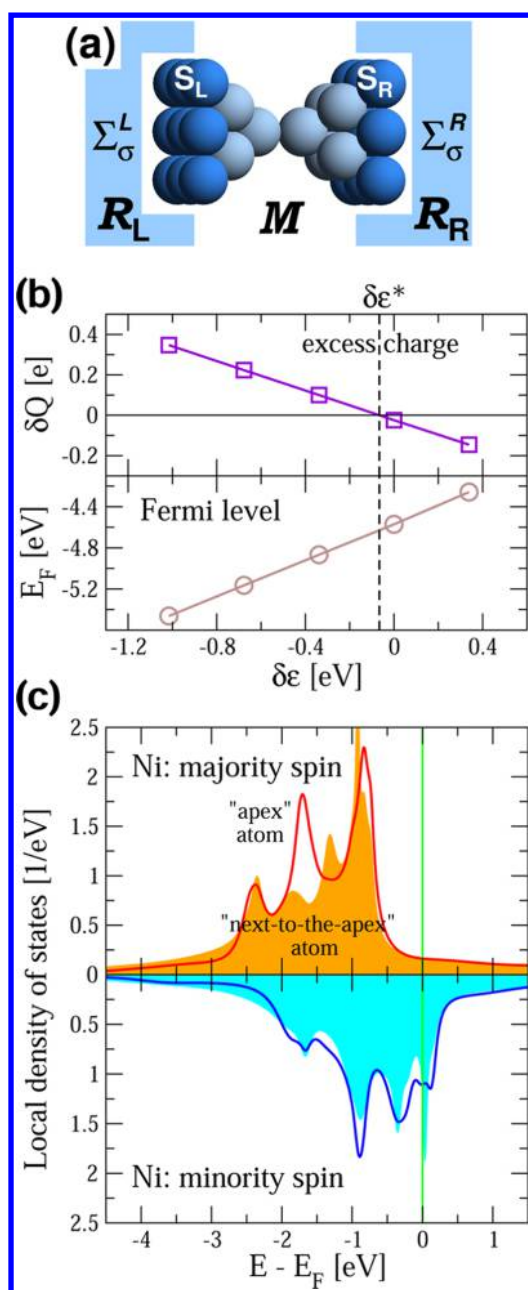 (a)
S_L
S_R
Σ_σ^L
Σ_σ^R
R_L
M
R_R
(b)
δε*
excess charge
0.4
0.2
0
-0.2
δQ [e]
Fermi level
-4.4
-4.8
-5.2
E_F [eV]
-1.2
-0.8
-0.4
0
0.4
δε [eV]
(c)
2.5
2
1.5
1
0.5
0
0.5
1
1.5
2
2.5
Local density of states [1/eV]
Ni: majority spin
"apex"
atom
"next-to-the-apex"
atom
Ni: minority spin
-4
-3
-2
-1
0
1
E - E_F [eV]